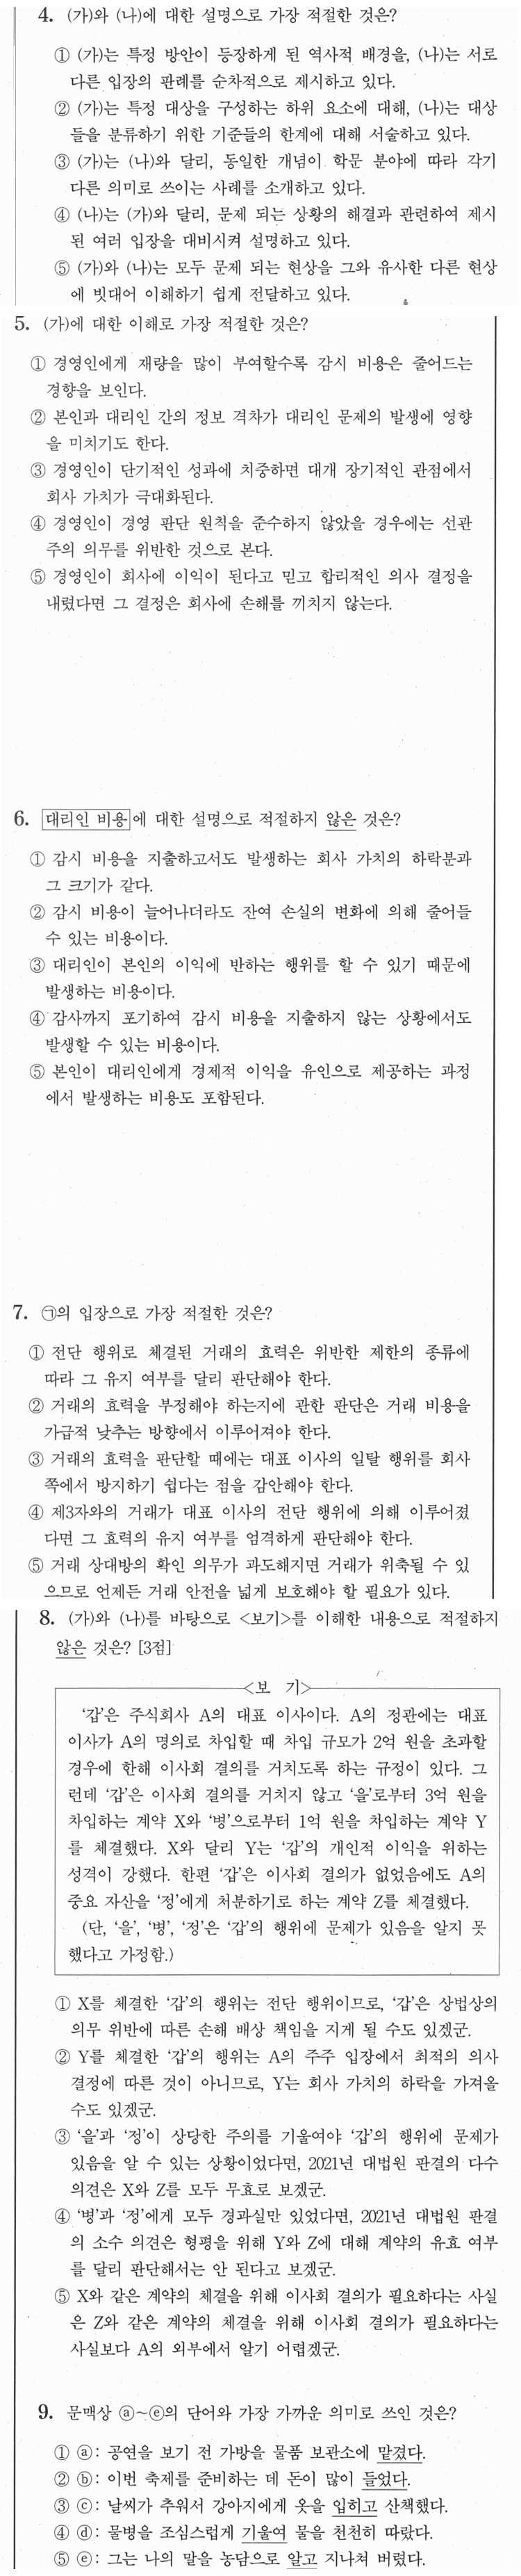 4. (가)와 (나)에 대한 설명으로 가장 적절한 것은?
① (가)는 특정 방안이 등장하게 된 역사적 배경을, (나)는 서로
다른 입장의 판례를 순차적으로 제시하고 있다.
② (가)는 특정 대상을 구성하는 하위 요소에 대해, (나)는 대상
들을 분류하기 위한 기준들의 한계에 대해 서술하고 있다.
③ (가)는 (나)와 달리, 동일한 개념이 학문 분야에 따라 각기
다른 의미로 쓰이는 사례를 소개하고 있다.
④ (나)는 (가)와 달리, 문제 되는 상황의 해결과 관련하여 제시
된 여러 입장을 대비시켜 설명하고 있다.
⑤ (가)와 (나)는 모두 문제 되는 현상을 그와 유사한 다른 현상
에 빗대어 이해하기 쉽게 전달하고 있다.
5. (가)에 대한 이해로 가장 적절한 것은?
① 경영인에게 재량을 많이 부여할수록 감시 비용은 줄어드는
경향을 보인다.
② 본인과 대리인 간의 정보 격차가 대리인 문제의 발생에 영향
을 미치기도 한다.
③ 경영인이 단기적인 성과에 치중하면 대개 장기적인 관점에서
회사 가치가 극대화된다.
④ 경영인이 경영 판단 원칙을 준수하지 않았을 경우에는 선관
주의 의무를 위반한 것으로 본다.
⑤ 경영인이 회사에 이익이 된다고 믿고 합리적인 의사 결정을
내렸다면 그 결정은 회사에 손해를 끼치지 않는다.
6. 대리인 비용에 대한 설명으로 적절하지 않은 것은?
① 감시 비용을 지출하고서도 발생하는 회사 가치의 하락분과
그 크기가 같다.
② 감시 비용이 늘어나더라도 잔여 손실의 변화에 의해 줄어들
수 있는 비용이다.
③ 대리인이 본인의 이익에 반하는 행위를 할 수 있기 때문에
발생하는 비용이다.
④ 감사까지 포기하여 감시 비용을 지출하지 않는 상황에서도
발생할 수 있는 비용이다.
⑤ 본인이 대리인에게 경제적 이익을 유인으로 제공하는 과정
에서 발생하는 비용도 포함된다.
7. ㉠의 입장으로 가장 적절한 것은?
① 전단 행위로 체결된 거래의 효력은 위반한 제한의 종류에
따라 그 유지 여부를 달리 판단해야 한다.
② 거래의 효력을 부정해야 하는지에 관한 판단은 거래 비용을
가급적 낮추는 방향에서 이루어져야 한다.
③ 거래의 효력을 판단할 때에는 대표 이사의 일탈 행위를 회사
쪽에서 방지하기 쉽다는 점을 감안해야 한다.
④ 제3자와의 거래가 대표 이사의 전단 행위에 의해 이루어졌
다면 그 효력의 유지 여부를 엄격하게 판단해야 한다.
⑤ 거래 상대방의 확인 의무가 과도해지면 거래가 위축될 수 있
으므로 언제든 거래 안전을 넓게 보호해야 할 필요가 있다.
8. (가)와 (나)를 바탕으로 <보기>를 이해한 내용으로 적절하지
않은 것은? [3점]
<보 기>
‘갑’은 주식회사 A의 대표 이사이다. A의 정관에는 대표
이사가 A의 명의로 차입할 때 차입 규모가 2억 원을 초과할
경우에 한해 이사회 결의를 거치도록 하는 규정이 있다. 그
런데 ‘갑’은 이사회 결의를 거치지 않고 ‘을’로부터 3억 원을
차입하는 계약 X와 ‘병’으로부터 1억 원을 차입하는 계약 Y
를 체결했다. X와 달리 Y는 ‘갑’의 개인적 이익을 위하는
성격이 강했다. 한편 ‘갑’은 이사회 결의가 없었음에도 A의
중요 자산을 ‘정’에게 처분하기로 하는 계약 Z를 체결했다.
(단, ‘을’, ‘병’, ‘정’은 ‘갑’의 행위에 문제가 있음을 알지 못
했다고 가정함.)
① X를 체결한 ‘갑’의 행위는 전단 행위이므로, ‘갑’은 상법상의
의무 위반에 따른 손해 배상 책임을 지게 될 수도 있겠군.
② Y를 체결한 ‘갑’의 행위는 A의 주주 입장에서 최적의 의사
결정에 따른 것이 아니므로, Y는 회사 가치의 하락을 가져올
수도 있겠군.
③ ‘을’과 ‘정’이 상당한 주의를 기울여야 ‘갑’의 행위에 문제가
있음을 알 수 있는 상황이었다면, 2021년 대법원 판결의 다수
의견은 X와 Z를 모두 무효로 보겠군.
④ ‘병’과 ‘정’에게 모두 경과실만 있었다면, 2021년 대법원 판결
의 소수 의견은 형평을 위해 Y와 Z에 대해 계약의 유효 여부
를 달리 판단해서는 안 된다고 보겠군.
⑤ X와 같은 계약의 체결을 위해 이사회 결의가 필요하다는 사실
은 Z와 같은 계약의 체결을 위해 이사회 결의가 필요하다는
사실보다 A의 외부에서 알기 어렵겠군.
9. 문맥상 ⓐ~ⓔ의 단어와 가장 가까운 의미로 쓰인 것은?
① ⓐ: 공연을 보기 전 가방을 물품 보관소에 맡겼다.
② ⓑ: 이번 축제를 준비하는 데 돈이 많이 들었다.
③ ⓒ: 날씨가 추워서 강아지에게 옷을 입히고 산책했다.
④ ⓓ: 물병을 조심스럽게 기울여 물을 천천히 따랐다.
⑤ ⓔ: 그는 나의 말을 농담으로 알고 지나쳐 버렸다.